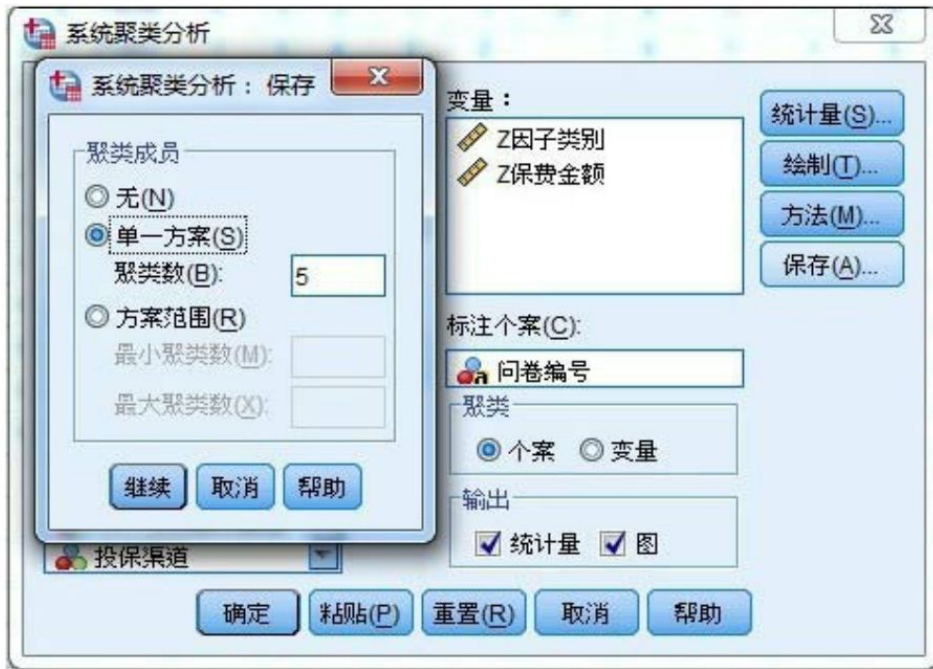 系统聚类分析
系统聚类分析：保存
聚类成员
无(N)
单一方案(S)
聚类数(B):
5
方案范围(R)
最小聚类数(M):
最大聚类数(X):
继续
取消
帮助
投保渠道
变量：
Z因子类别
Z保费金额
标注个案(C):
问卷编号
聚类
个案
变量
输出
统计量
图
统计量(S)...
绘制(T)...
方法(M)...
保存(A)...
确定
粘贴(P)
重置(R)
取消
帮助